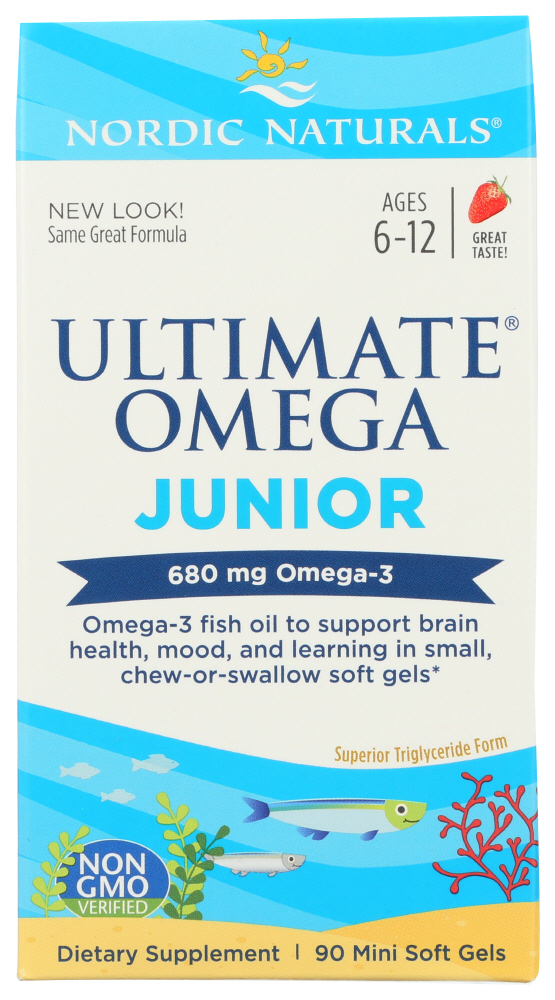 NORDIC NATURALS®
NEW LOOK!
Same Great Formula
AGES
6-12
GREAT
TASTE!
ULTIMATE®
OMEGA
JUNIOR
680 mg Omega-3
Omega-3 fish oil to support brain
health, mood, and learning in small,
chew-or-swallow soft gels*
Superior Triglyceride Form
NON
GMO
VERIFIED
Dietary Supplement | 90 Mini Soft Gels